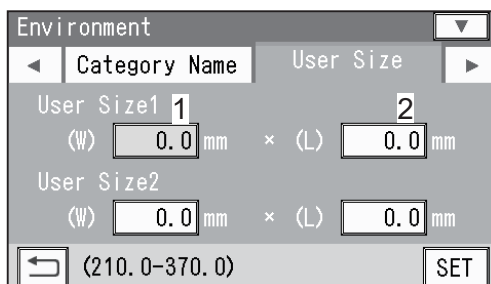 Environment ▼
◀ Category Name User Size ▶
User Size1 1 2
(W) 0.0 mm × (L) 0.0 mm
User Size2
(W) 0.0 mm × (L) 0.0 mm
(210.0-370.0) SET